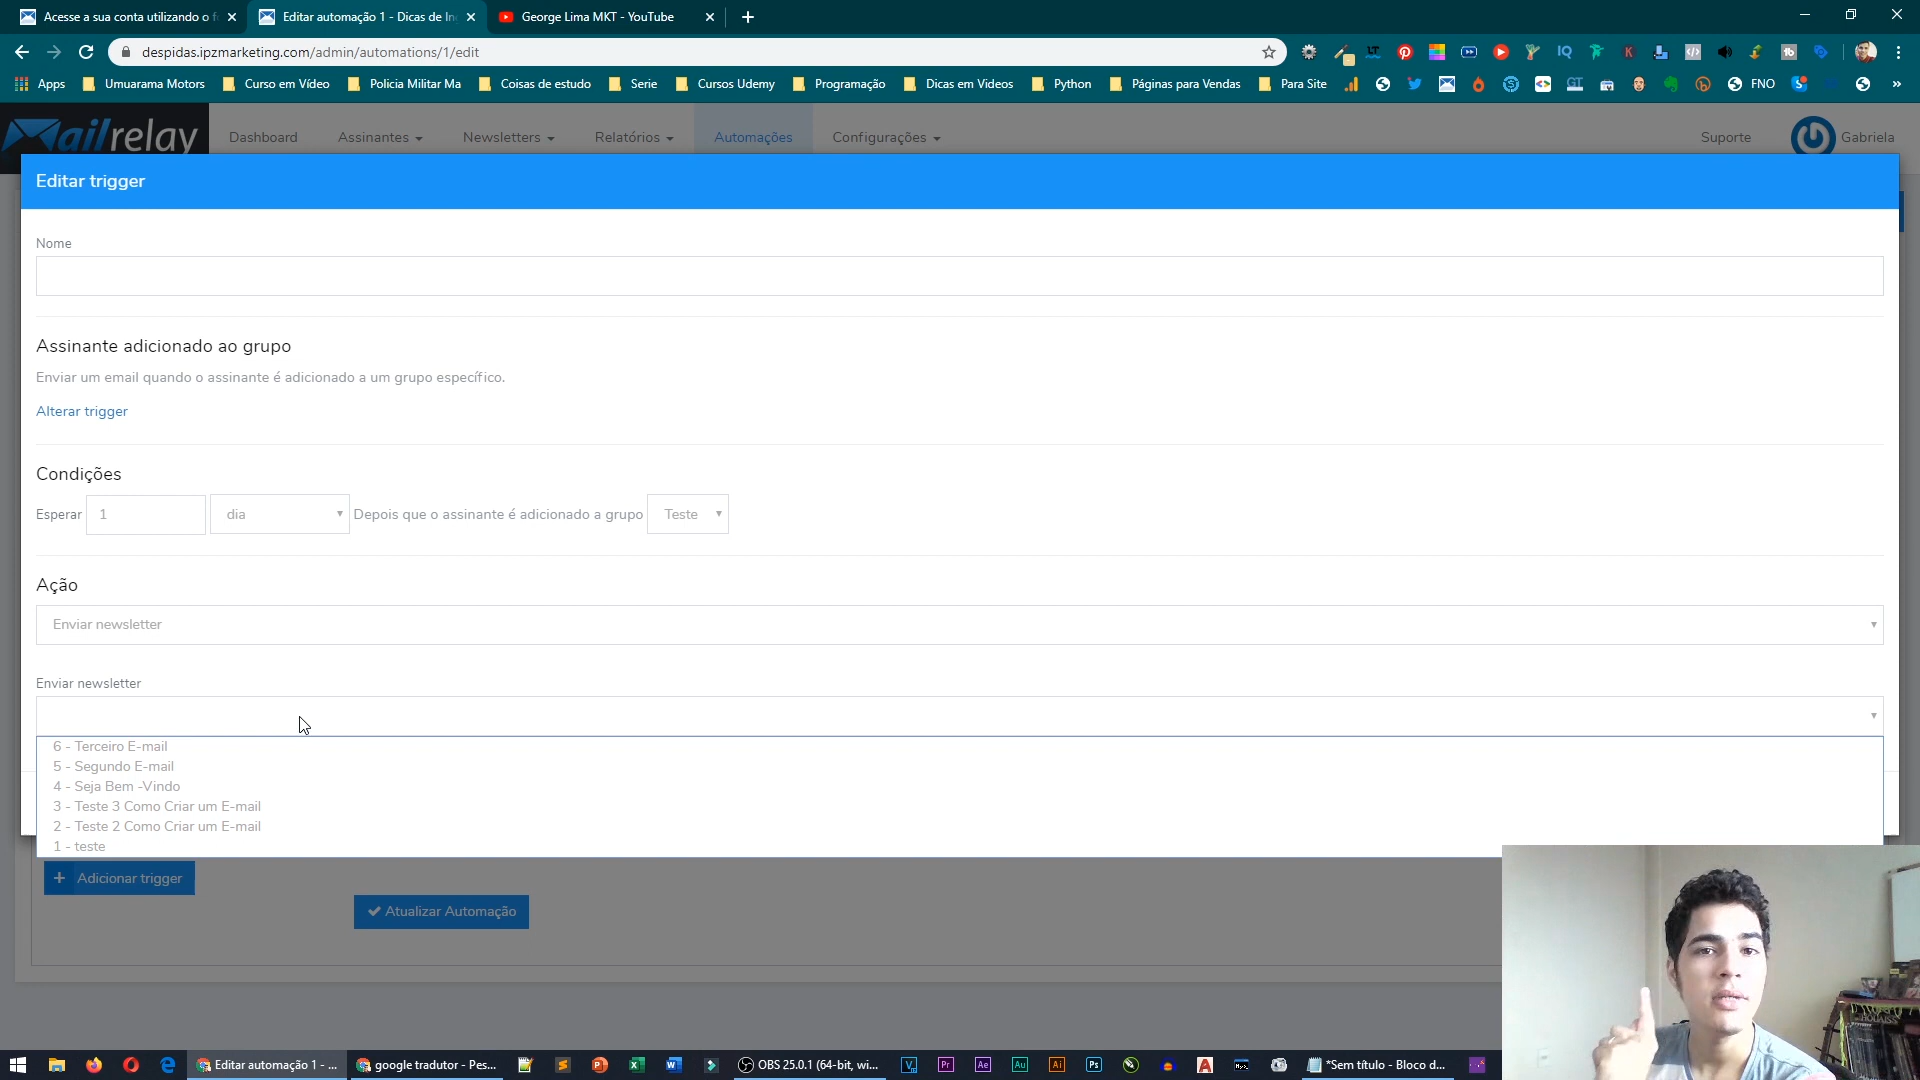 Acesse a sua conta utilizando o f
Editar automação 1 - Dicas de In
George Lima MKT - YouTube
despidas.ipzmarketing.com/admin/automations/1/edit
Apps
Umuarama Motors
Curso em Vídeo
Policia Militar Ma
Coisas de estudo
Serie
Cursos Udemy
Programação
Dicas em Videos
Python
Páginas para Vendas
Para Site
FNO
ailrelay
Dashboard
Assinantes
Newsletters
Relatórios
Automações
Configurações
Suporte
Gabriela
Editar trigger
Nome
Assinante adicionado ao grupo
Enviar um email quando o assinante é adicionado a um grupo específico.
Alterar trigger
Condições
Esperar 1 dia Depois que o assinante é adicionado a grupo Teste
Ação
Enviar newsletter
Enviar newsletter
6 - Terceiro E-mail
5 - Segundo E-mail
4 - Seja Bem -Vindo
3 - Teste 3 Como Criar um E-mail
2 - Teste 2 Como Criar um E-mail
1 - teste
+ Adicionar trigger
Atualizar Automação
Editar automação 1 - ...
google tradutor - Pes...
OBS 25.0.1 (64-bit, wi...
Pr
Ae
Au
Ai
Ps
*Sem título - Bloco d...